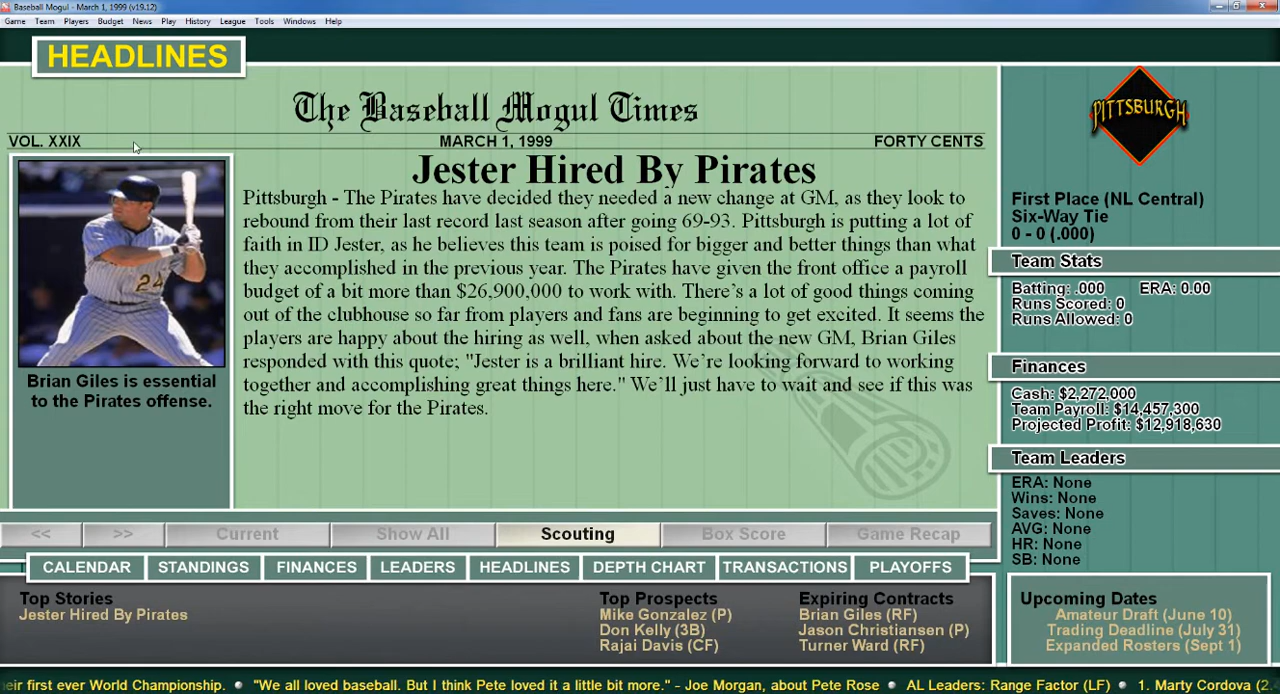 Baseball Mogul - March 1, 1999 (v19.12)
Game Team Players Budget News Play History League Tools Windows Help
HEADLINES
The Baseball Mogul Times
VOL. XXIX MARCH 1, 1999 FORTY CENTS
Jester Hired By Pirates
Pittsburgh - The Pirates have decided they needed a new change at GM, as they look to
rebound from their last record last season after going 69-93. Pittsburgh is putting a lot of
faith in ID Jester, as he believes this team is poised for bigger and better things than what
they accomplished in the previous year. The Pirates have given the front office a payroll
budget of a bit more than $26,900,000 to work with. There's a lot of good things coming
out of the clubhouse so far from players and fans are beginning to get excited. It seems the
players are happy about the hiring as well, when asked about the new GM, Brian Giles
responded with this quote; "Jester is a brilliant hire. We're looking forward to working
together and accomplishing great things here." We'll just have to wait and see if this was
the right move for the Pirates.
24
Brian Giles is essential
to the Pirates offense.
PITTSBURGH
First Place (NL Central)
Six-Way Tie
0 - 0 (.000)
Team Stats
Batting: .000 ERA: 0.00
Runs Scored: 0
Runs Allowed: 0
Finances
Cash: $2,272,000
Team Payroll: $14,457,300
Projected Profit: $12,918,630
Team Leaders
ERA: None
Wins: None
Saves: None
AVG: None
HR: None
SB: None
<< >> Current Show All Scouting Box Score Game Recap
CALENDAR STANDINGS FINANCES LEADERS HEADLINES DEPTH CHART TRANSACTIONS PLAYOFFS
Top Stories
Jester Hired By Pirates
Top Prospects
Mike Gonzalez (P)
Don Kelly (3B)
Rajai Davis (CF)
Expiring Contracts
Brian Giles (RF)
Jason Christiansen (P)
Turner Ward (RF)
Upcoming Dates
Amateur Draft (June 10)
Trading Deadline (July 31)
Expanded Rosters (Sept 1)
eir first ever World Championship. • "We all loved baseball. But I think Pete loved it a little bit more." - Joe Morgan, about Pete Rose • AL Leaders: Range Factor (LF) • 1. Marty Cordova (2.